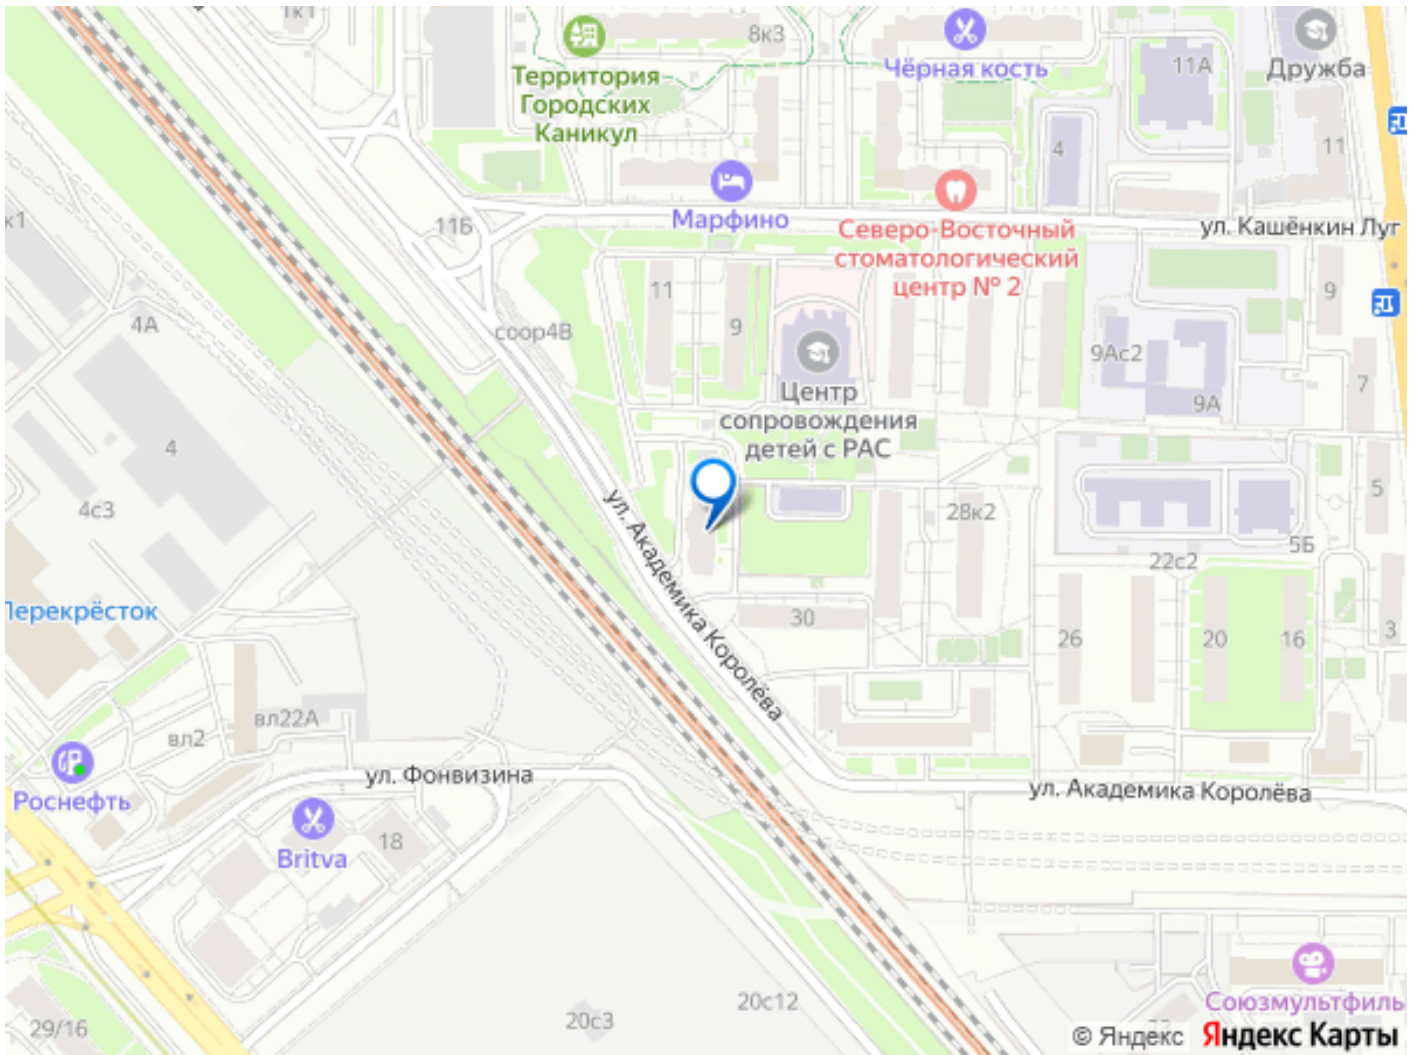 1к1
8к3
Территория
Городских
Каникул
Чёрная кость
11А
Дружба
4
11
Марфино
11Б
Северо-Восточный
стоматологический
центр № 2
ул. Кашёнкин Луг
к1
11
9
9
4А
соор4В
9Ас2
Центр
сопровождения
детей с РАС
7
9А
4
4с3
5
28к2
ул. Академика Королёва
5Б
22с2
Перекрёсток
30
26
20
16
3
вл22А
вл2
ул. Фонвизина
Роснефть
ул. Академика Королёва
Britva
18
20с12
20с3
Союзмультфиль
29/16
© Яндекс Яндекс Карты